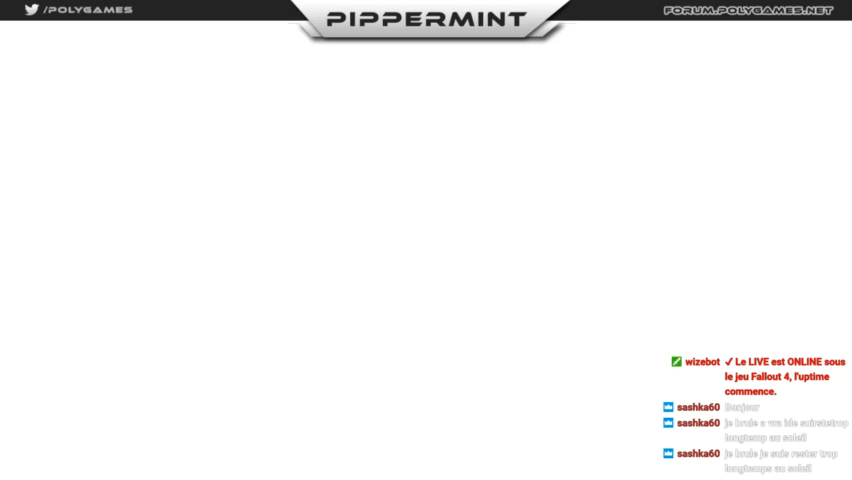 /POLYGAMES
PIPPERMINT
FORUM.POLYGAMES.NET
wizebot ✓ Le LIVE est ONLINE sous
le jeu Fallout 4, l'uptime
commence.
sashka60 Bonjour
sashka60 je brule a vra ide suirstetrop
longtemp au soleil
sashka60 je brule je suis rester trop
longtemps au soleil